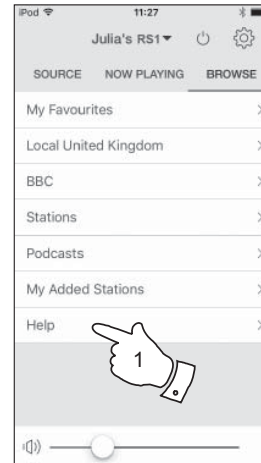 iPod 11:27
Julia's RS1
SOURCE NOW PLAYING BROWSE
My Favourites
Local United Kingdom
BBC
Stations
Podcasts
My Added Stations
Help
1